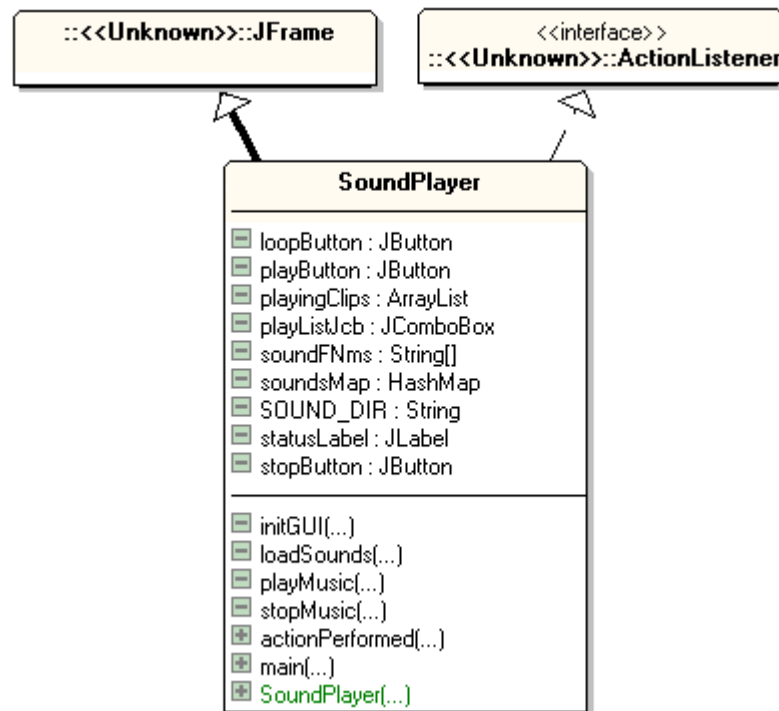 ::<<Unknown>>::JFrame
<<interface>>
::<<Unknown>>::ActionListener
SoundPlayer
loopButton : JButton
playButton : JButton
playingClips : ArrayList
playListJcb : JComboBox
soundFNms : String[]
soundsMap : HashMap
SOUND_DIR : String
statusLabel : JLabel
stopButton : JButton
initGUI(...)
loadSounds(...)
playMusic(...)
stopMusic(...)
actionPerformed(...)
main(...)
SoundPlayer(...)